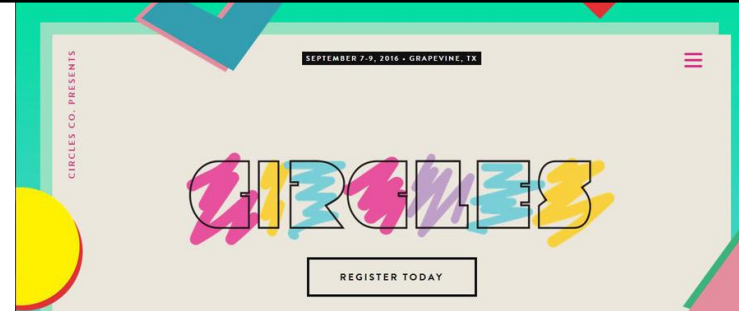 CIRCLES CO. PRESENTS
SEPTEMBER 7-9, 2016 • GRAPEVINE, TX
CIRCLES
REGISTER TODAY